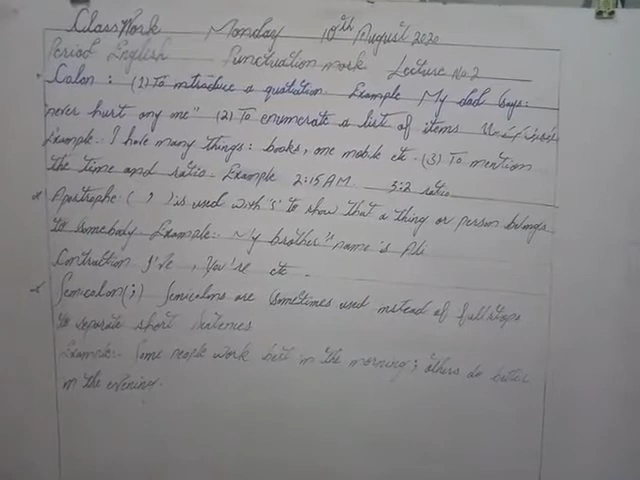 ClassWork Monday 10th August 2020
Period English Punctuation mark Lecture No.2
* Colon : (1) To introduce a quotation. Example My dad Says:
"never hurt any me" (2) To enumerate a list of items
Example. I have many things: books, one mobile etc. (3) To mention
the time and ratio. Example 2:15 AM 3:2 ratio
* Apostrophe ( ' ) is used with 's' to show that a thing or person belongs
to somebody. Example:- My brother's name is Ali
Contraction I've , You're etc .
* Semicolon (;) Semicolons are sometimes used instead of full stops
to separate short Sentences
Example:- Some people work best in the morning; others do better
in the evening.